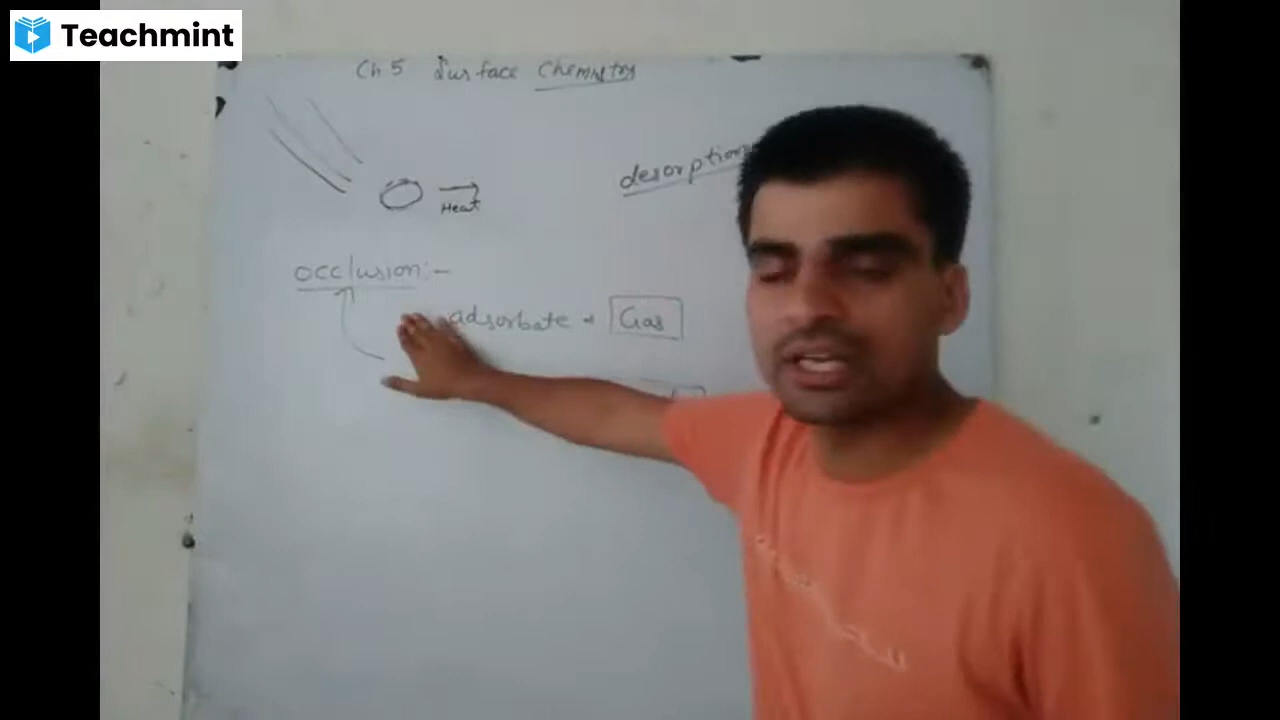 Teachmint
Ch 5 Surface Chemistry
desorption
Heat
occlusion:-
adsorbate → Gas